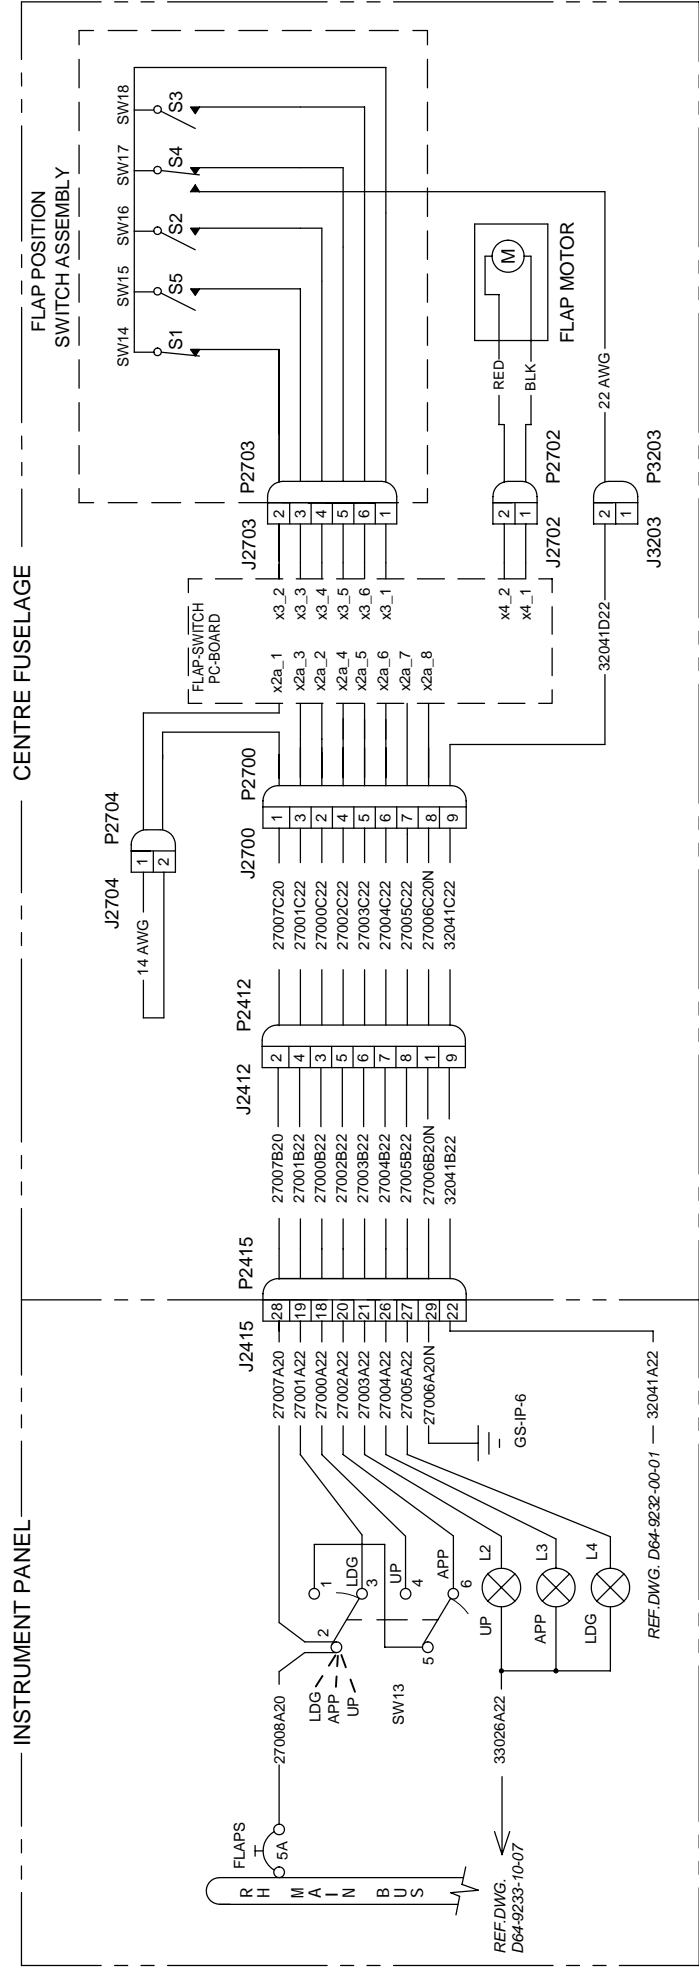 INSTRUMENT PANEL
CENTRE FUSELAGE
RH MAIN BUS
FLAPS
5A
27008A20
LDG
APP
UP
2
SW13
1
LDG
3
UP
4
APP
6
5
UP
L2
APP
L3
LDG
L4
33026A22
REF.DWG.
D64-9233-10-07
REF.DWG. D64-9232-00-01
32041A22
GS-IP-6
27007A20
27001A22
27000A22
27002A22
27003A22
27004A22
27005A22
27006A20N
J2415
P2415
28
19
18
20
21
26
27
29
22
27007B20
27001B22
27000B22
27002B22
27003B22
27004B22
27005B22
27006B20N
32041B22
J2412
P2412
2
4
3
5
6
7
8
1
9
27007C20
27001C22
27000C22
27002C22
27003C22
27004C22
27005C22
27006C20N
32041C22
14 AWG
J2704
P2704
1
2
J2700
P2700
1
3
2
4
5
6
7
8
9
FLAP-SWITCH
PC-BOARD
x2a_1
x2a_3
x2a_2
x2a_4
x2a_5
x2a_6
x2a_7
x2a_8
x3_2
x3_3
x3_4
x3_5
x3_6
x3_1
x4_2
x4_1
32041D22
J2703
P2703
2
3
4
5
6
1
J2702
P2702
2
1
J3203
P3203
2
1
RED
BLK
22 AWG
FLAP MOTOR
M
FLAP POSITION
SWITCH ASSEMBLY
SW14
SW15
SW16
SW17
SW18
S1
S5
S2
S4
S3